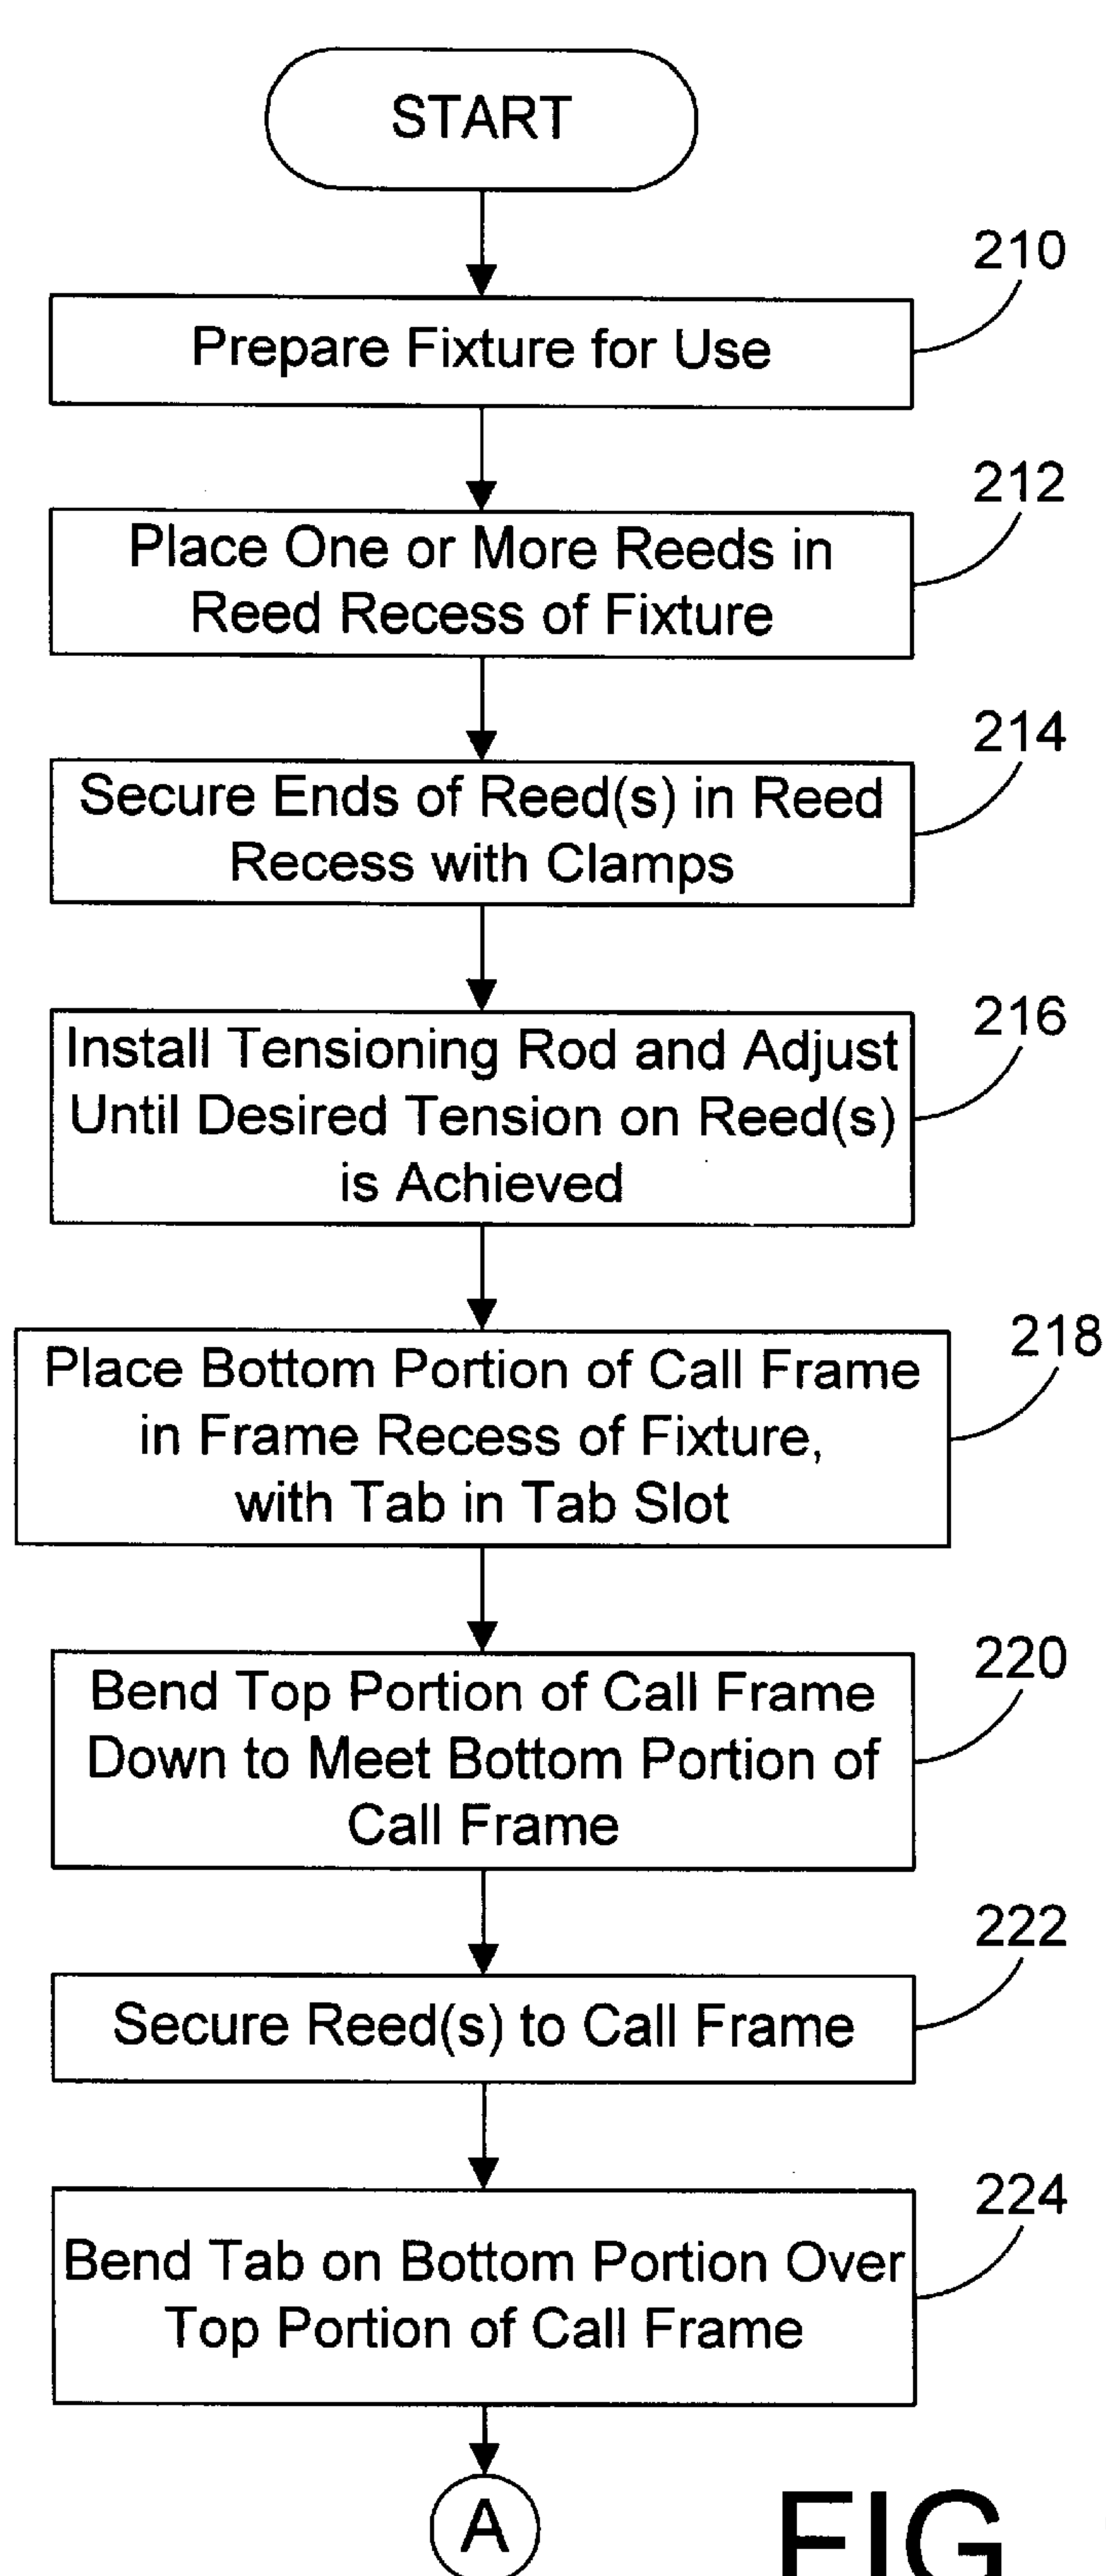 START
210
Prepare Fixture for Use
212
Place One or More Reeds in
Reed Recess of Fixture
214
Secure Ends of Reed(s) in Reed
Recess with Clamps
216
Install Tensioning Rod and Adjust
Until Desired Tension on Reed(s)
is Achieved
218
Place Bottom Portion of Call Frame
in Frame Recess of Fixture,
with Tab in Tab Slot
220
Bend Top Portion of Call Frame
Down to Meet Bottom Portion of
Call Frame
222
Secure Reed(s) to Call Frame
224
Bend Tab on Bottom Portion Over
Top Portion of Call Frame
A
FIG